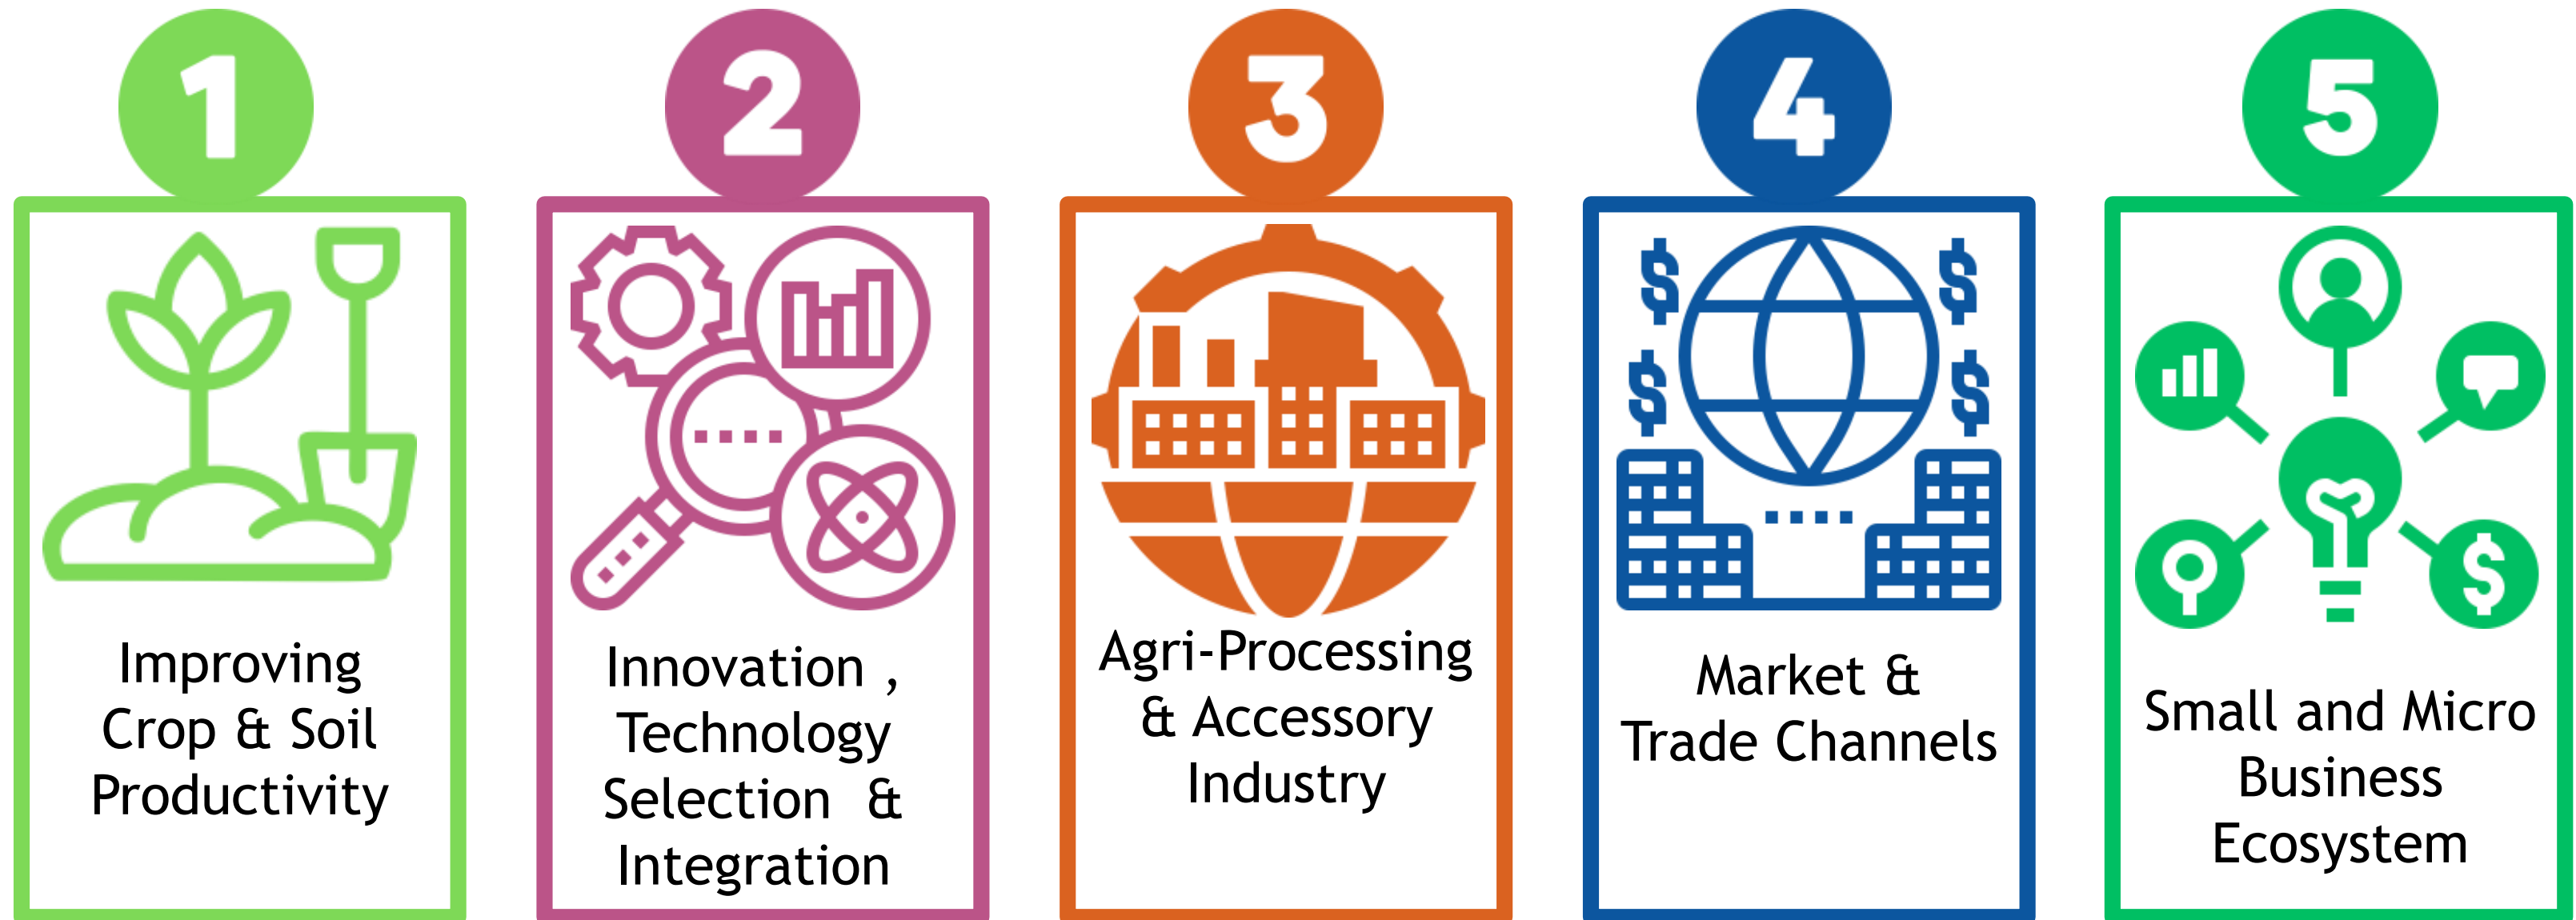 1
Improving
Crop & Soil
Productivity
2
Innovation ,
Technology
Selection &
Integration
3
Agri-Processing
& Accessory
Industry
4
$ $
$ $
Market &
Trade Channels
5
$
Small and Micro
Business
Ecosystem